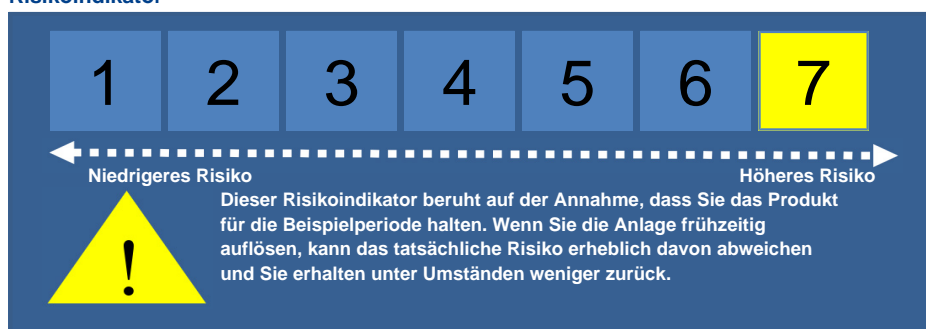 Risikoindikator
1 2 3 4 5 6 7
Niedrigeres Risiko Höheres Risiko
Dieser Risikoindikator beruht auf der Annahme, dass Sie das Produkt
für die Beispielperiode halten. Wenn Sie die Anlage frühzeitig
auflösen, kann das tatsächliche Risiko erheblich davon abweichen
und Sie erhalten unter Umständen weniger zurück.
!